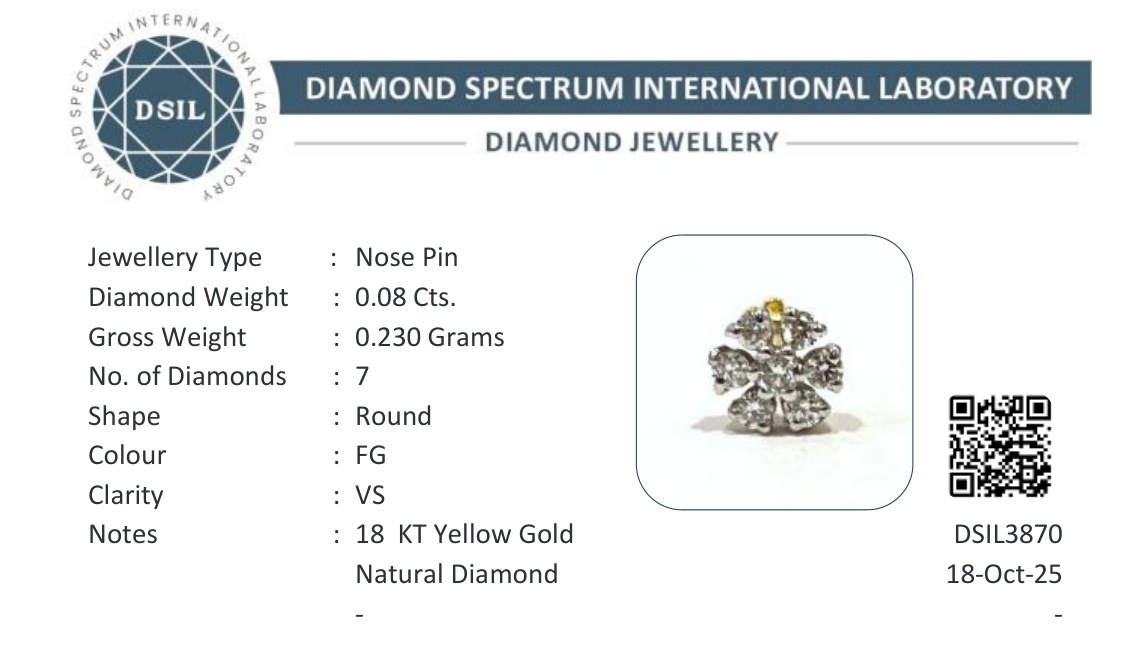 DIAMOND SPECTRUM INTERNATIONAL LABORATORY
DSIL
DIAMOND SPECTRUM INTERNATIONAL LABORATORY
DIAMOND JEWELLERY
Jewellery Type : Nose Pin
Diamond Weight : 0.08 Cts.
Gross Weight : 0.230 Grams
No. of Diamonds : 7
Shape : Round
Colour : FG
Clarity : VS
Notes : 18 KT Yellow Gold
DSIL3870
Natural Diamond
18-Oct-25
-
-